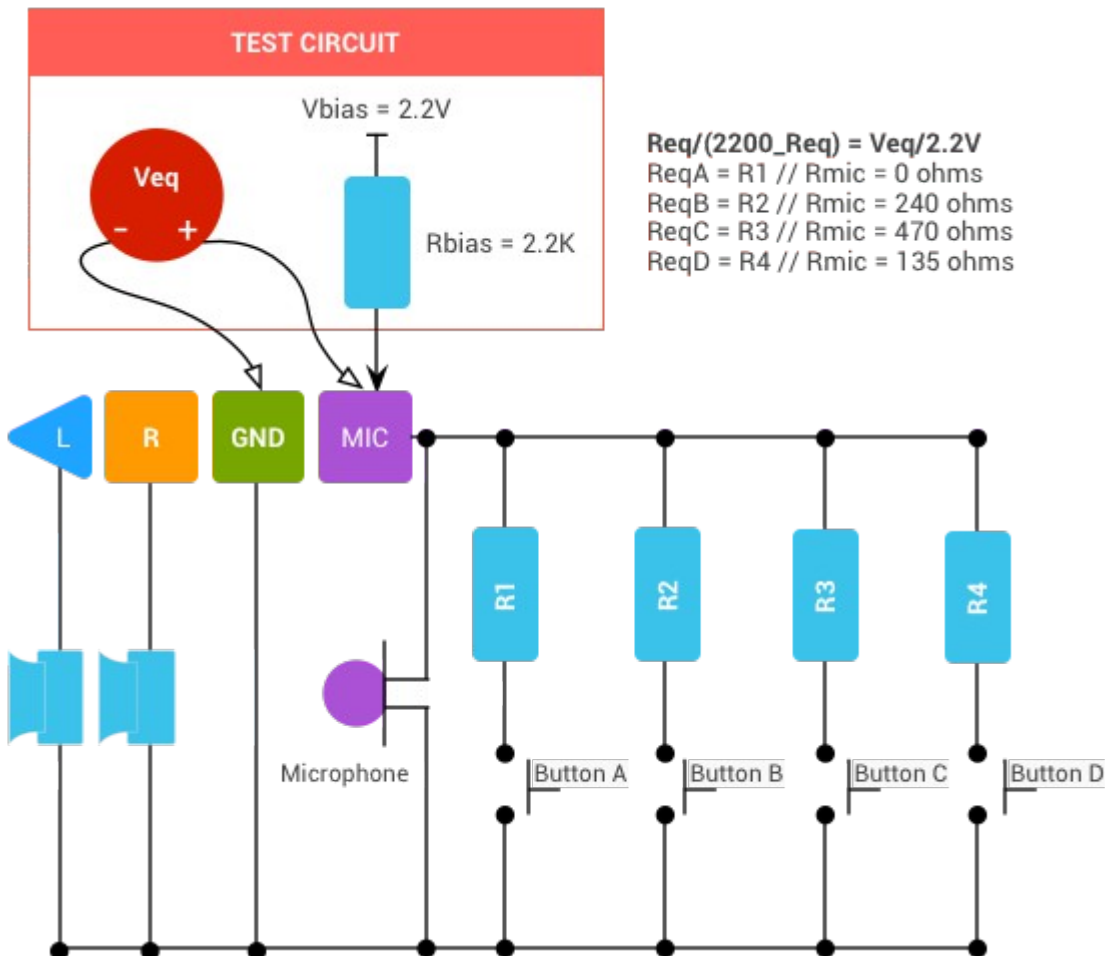 TEST CIRCUIT
Vbias = 2.2V
Veq
- +
Rbias = 2.2K
Req/(2200_Req) = Veq/2.2V
ReqA = R1 // Rmic = 0 ohms
ReqB = R2 // Rmic = 240 ohms
ReqC = R3 // Rmic = 470 ohms
ReqD = R4 // Rmic = 135 ohms
L R GND MIC
R1 R2 R3 R4
Microphone Button A Button B Button C Button D